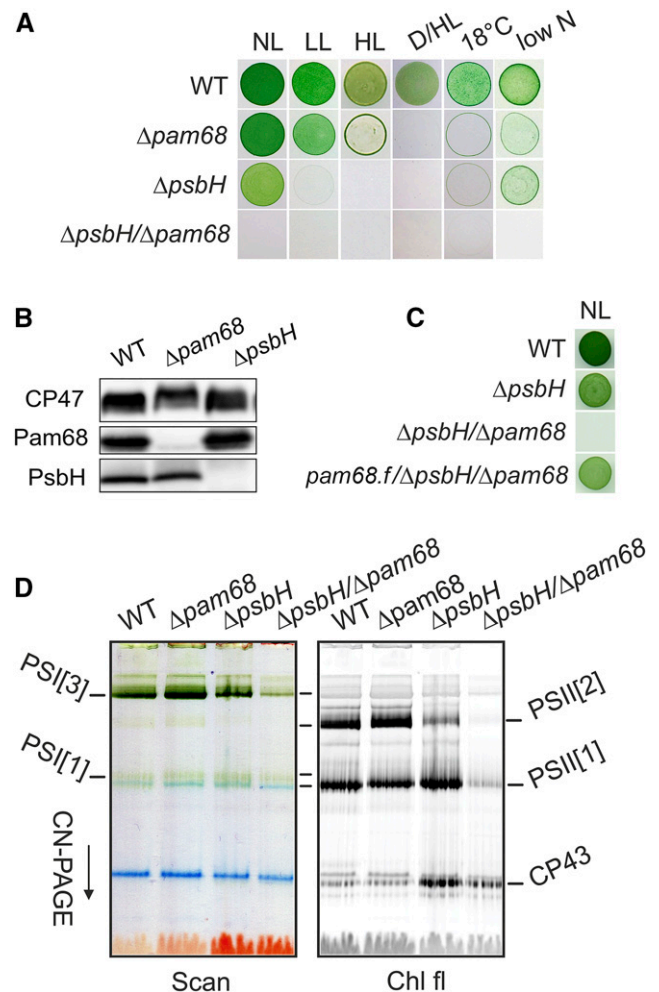 A
NL LL HL D/HL 18°C low N
WT
Δpam68
ΔpsbH
ΔpsbH/Δpam68
B
WT Δpam68 ΔpsbH
CP47
Pam68
PsbH
C
NL
WT
ΔpsbH
ΔpsbH/Δpam68
pam68.f/ΔpsbH/Δpam68
D
WT Δpam68 ΔpsbH ΔpsbH/Δpam68 WT Δpam68 ΔpsbH ΔpsbH/Δpam68
PSI[3]
PSII[2]
PSI[1]
PSII[1]
CN-PAGE
CP43
Scan Chl fl